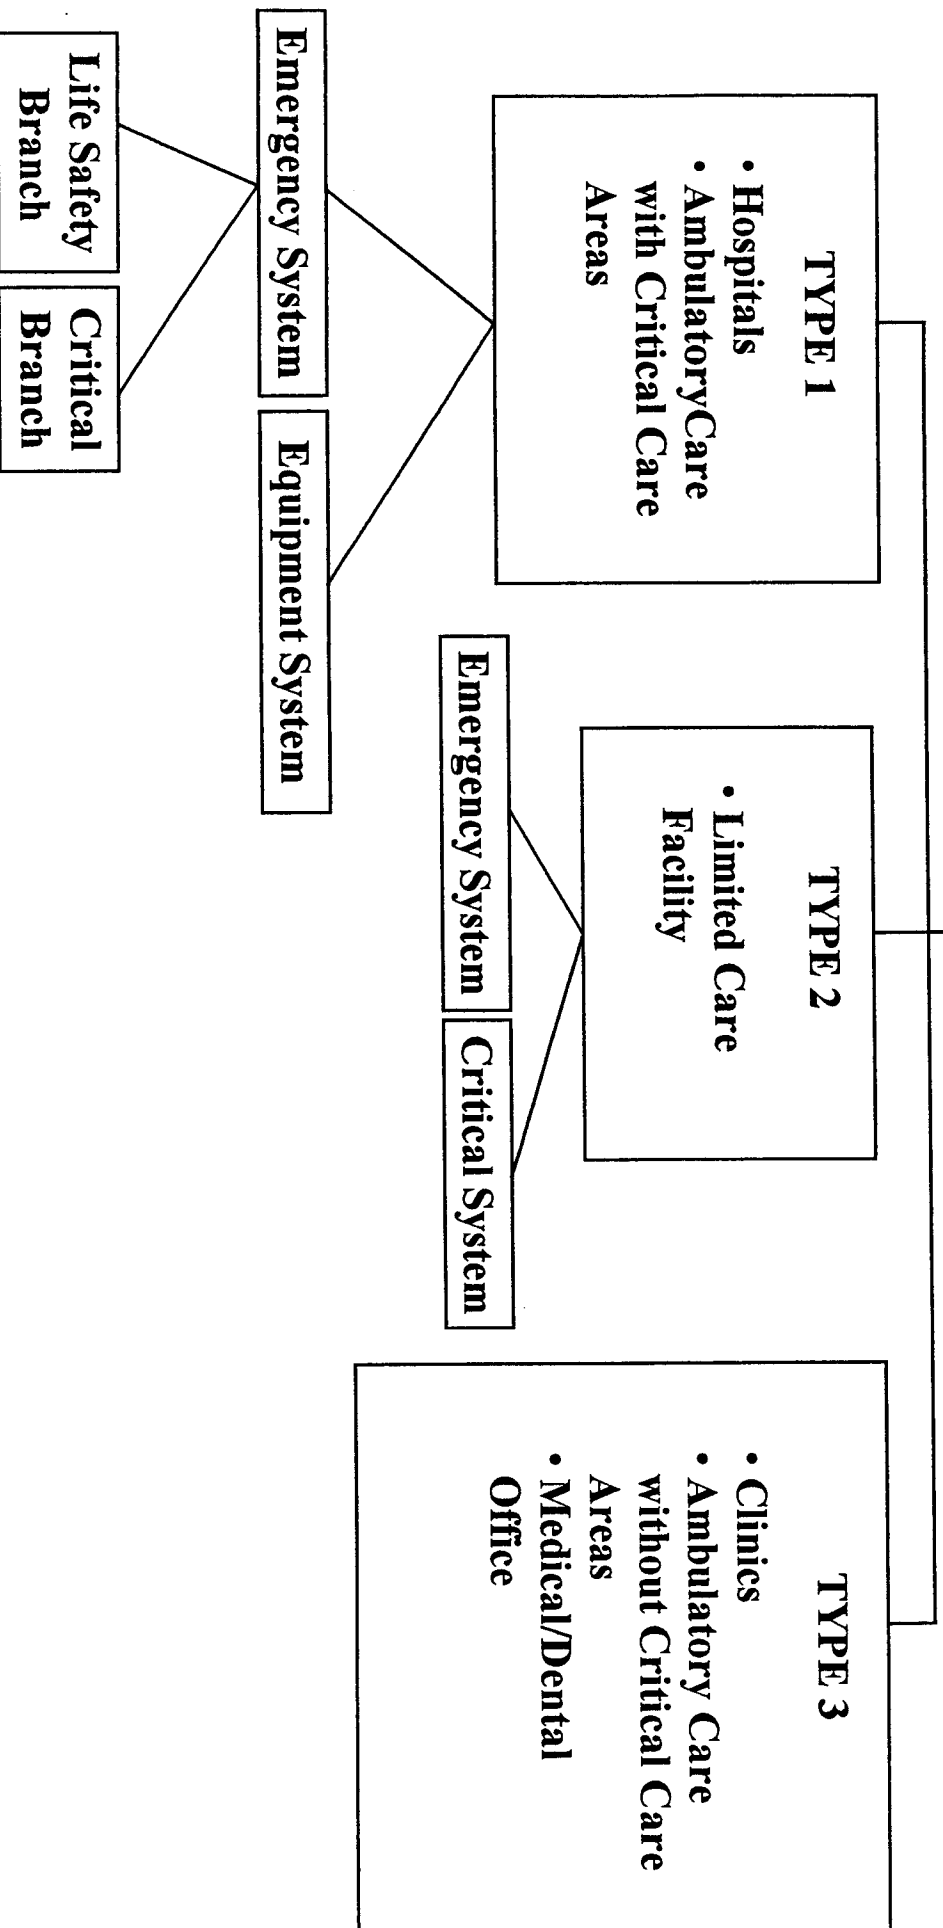 TYPE 1
• Hospitals
• AmbulatoryCare
with Critical Care
Areas
Emergency System
Equipment System
Life Safety
Branch
Critical
Branch
TYPE 2
• Limited Care
Facility
Emergency System
Critical System
TYPE 3
• Clinics
• Ambulatory Care
without Critical Care
Areas
• Medical/Dental
Office